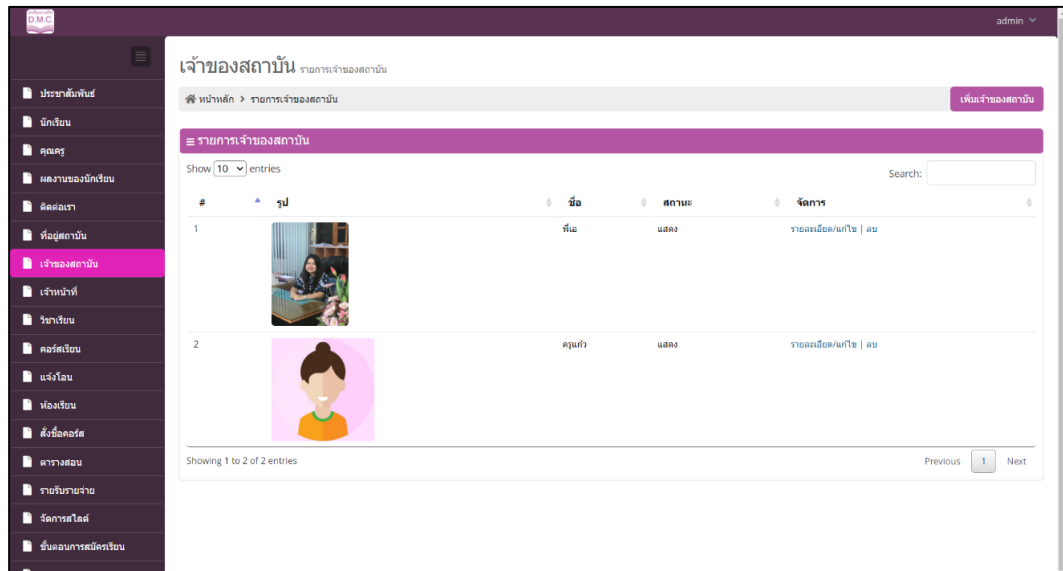 D.M.C.
admin
เจ้าของสถาบัน รายการเจ้าของสถาบัน
หน้าหลัก > รายการเจ้าของสถาบัน
เพิ่มเจ้าของสถาบัน
ประชาสัมพันธ์
นักเรียน
คุณครู
ผลงานของนักเรียน
ติดต่อเรา
ที่อยู่สถาบัน
เจ้าของสถาบัน
เจ้าหน้าที่
วิชาเรียน
คอร์สเรียน
แจ้งโอน
ห้องเรียน
สั่งซื้อคอร์ส
ตารางสอน
รายรับรายจ่าย
จัดการสไลด์
ขั้นตอนการสมัครเรียน
รายการเจ้าของสถาบัน
Show 10 entries
Search:
# รูป ชื่อ สถานะ จัดการ
1 พี่เอ แสดง รายละเอียด/แก้ไข | ลบ
2 ครูแก้ว แสดง รายละเอียด/แก้ไข | ลบ
Showing 1 to 2 of 2 entries
Previous 1 Next